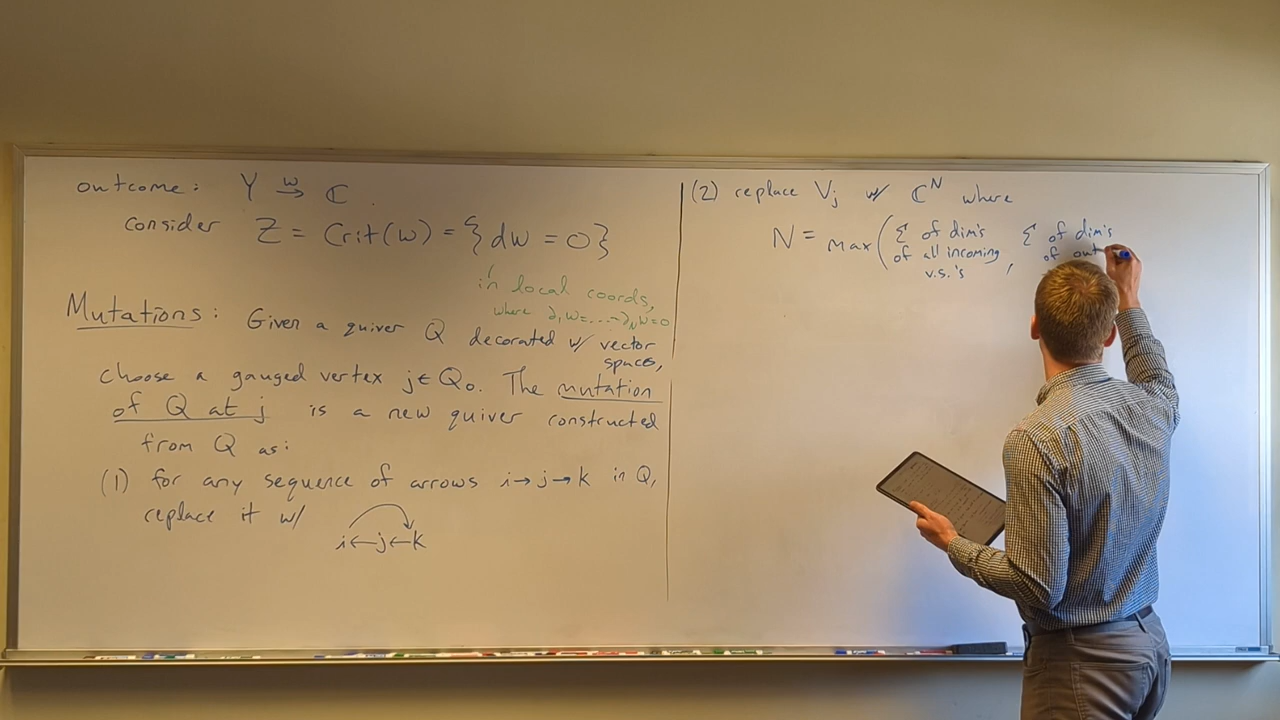 outcome: Y →^w ℂ.
consider Z = Crit(w) = {dw = 0}
in local coords,
where ∂₁w=....=∂_N w=0
Mutations: Given a quiver Q decorated w/ vector
spaces,
choose a gauged vertex j ∈ Q₀. The mutation
of Q at j is a new quiver constructed
from Q as:
(1) for any sequence of arrows i→j→k in Q,
replace it w/
i←j←k
(2) replace Vj w/ ℂ^N where
N = max( Σ of dim's Σ of dim's
of all incoming , of out
v.s.'s